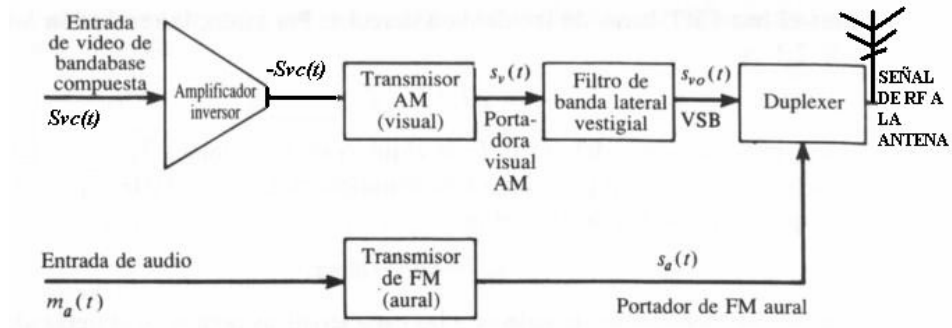 Entrada
de video de
bandabase
compuesta
Svc(t)
Amplificador
inversor
-Svc(t)
Transmisor
AM
(visual)
s_v(t)
Porta-
dora
visual
AM
Filtro de
banda lateral
vestigial
s_vo(t)
VSB
Duplexer
SEÑAL
DE RF A
LA
ANTENA
Entrada de audio
m_a(t)
Transmisor
de FM
(aural)
s_a(t)
Portador de FM aural